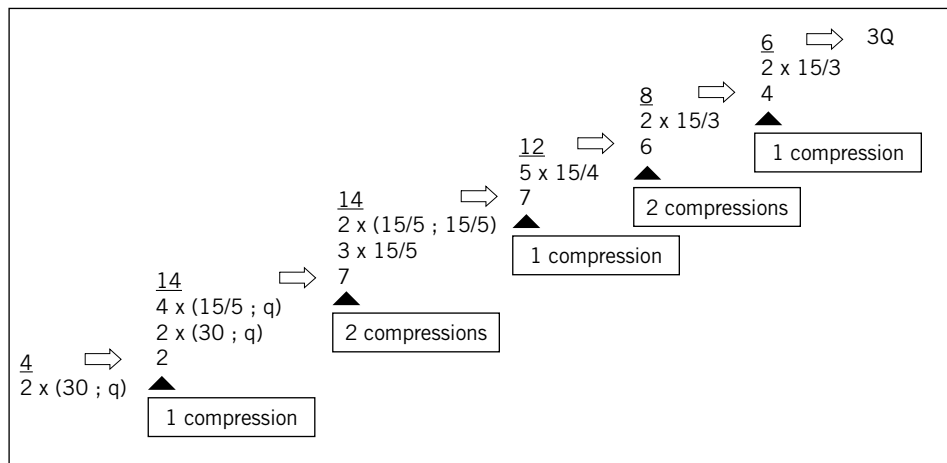 4
2 x (30 ; q)
14
4 x (15/5 ; q)
2 x (30 ; q)
2
1 compression
14
2 x (15/5 ; 15/5)
3 x 15/5
7
2 compressions
12
5 x 15/4
7
1 compression
8
2 x 15/3
6
2 compressions
6
2 x 15/3
4
1 compression
3Q